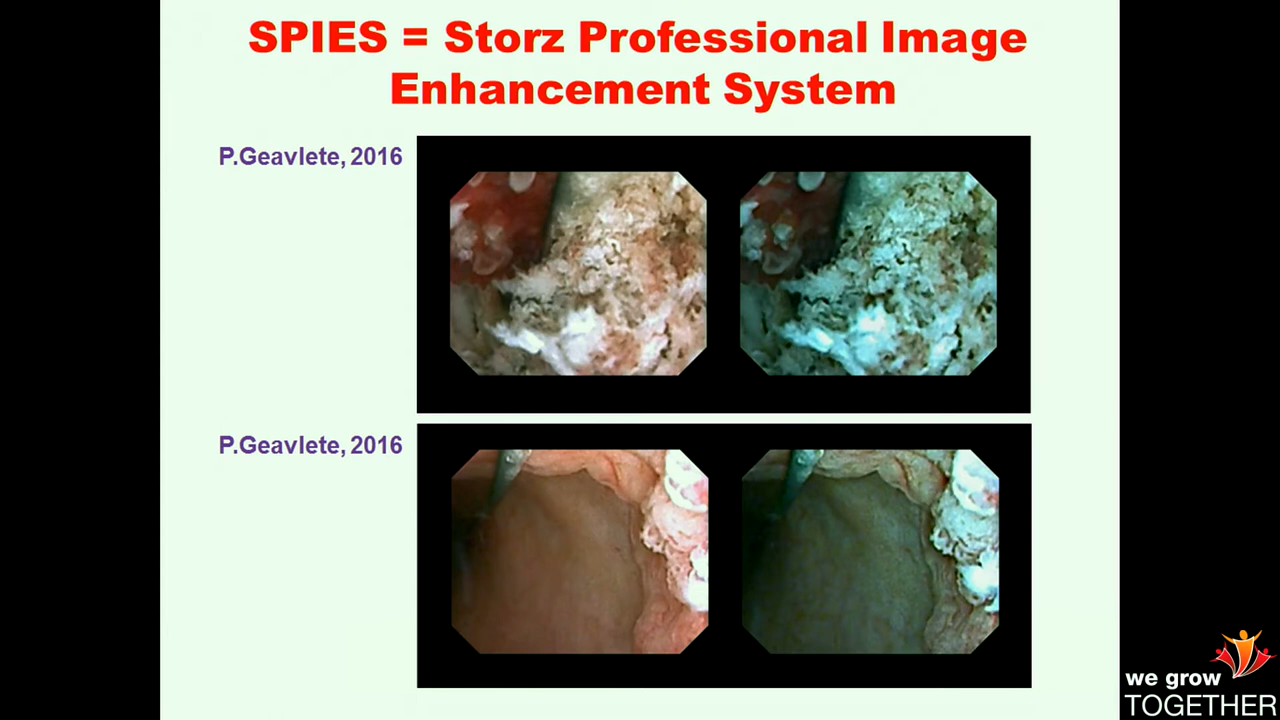 SPIES = Storz Professional Image
Enhancement System
P.Geavlete, 2016
P.Geavlete, 2016
we grow
TOGETHER